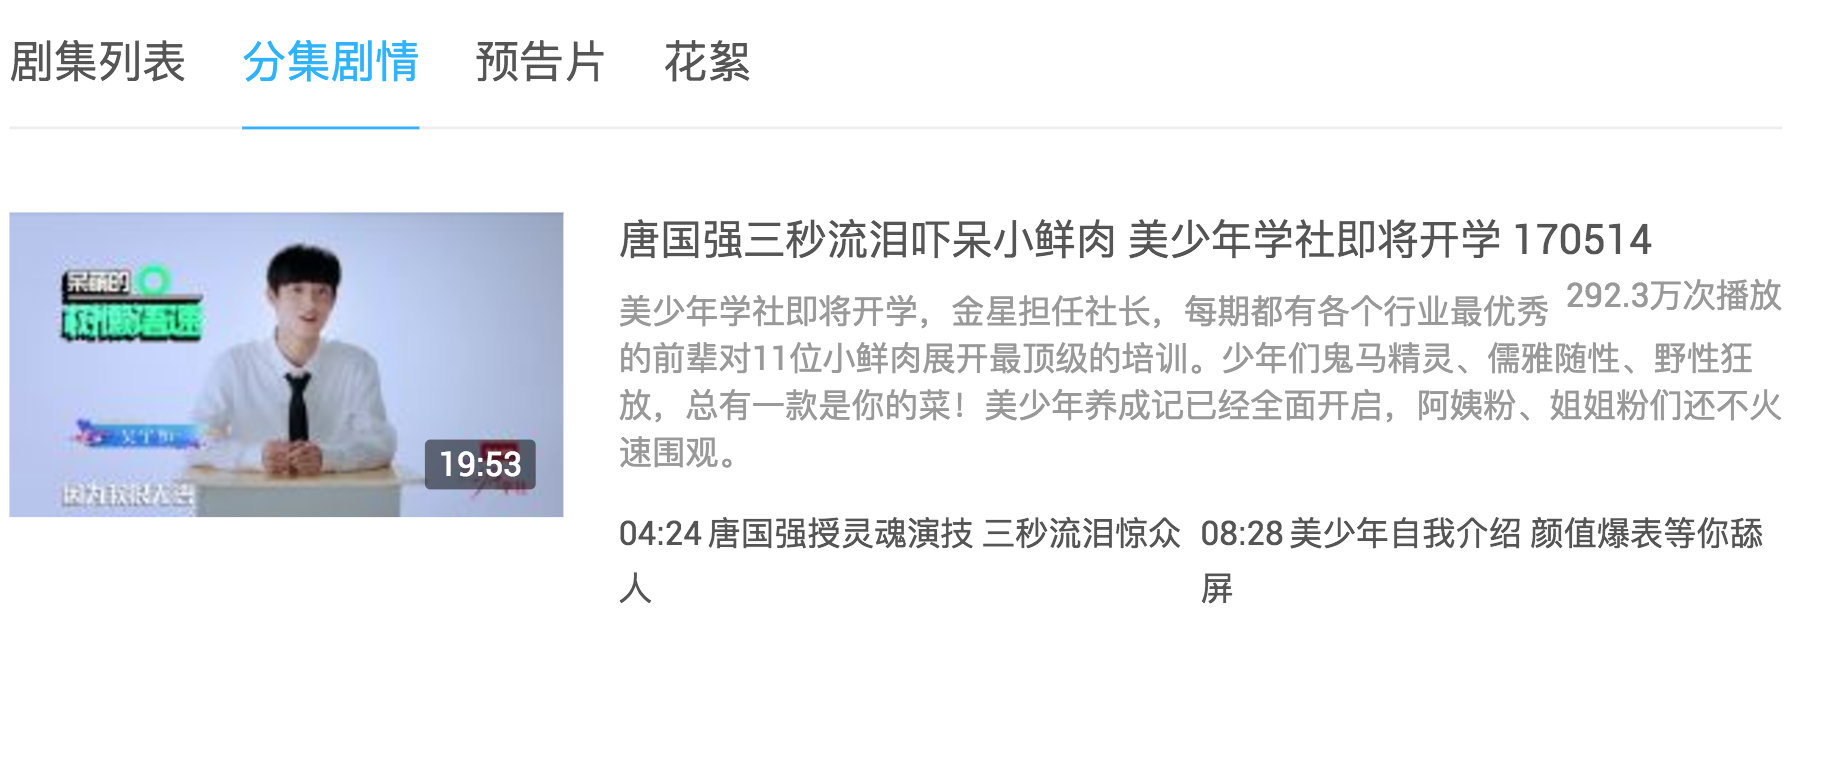 剧集列表 分集剧情 预告片 花絮
唐国强三秒流泪吓呆小鲜肉 美少年学社即将开学 170514
292.3万次播放
美少年学社即将开学，金星担任社长，每期都有各个行业最优秀
的前辈对11位小鲜肉展开最顶级的培训。少年们鬼马精灵、儒雅随性、野性狂
放，总有一款是你的菜！美少年养成记已经全面开启，阿姨粉、姐姐粉们还不火
速围观。
04:24 唐国强授灵魂演技 三秒流泪惊众
人
08:28 美少年自我介绍 颜值爆表等你舔
屏
呆萌的
19:53
因为我很